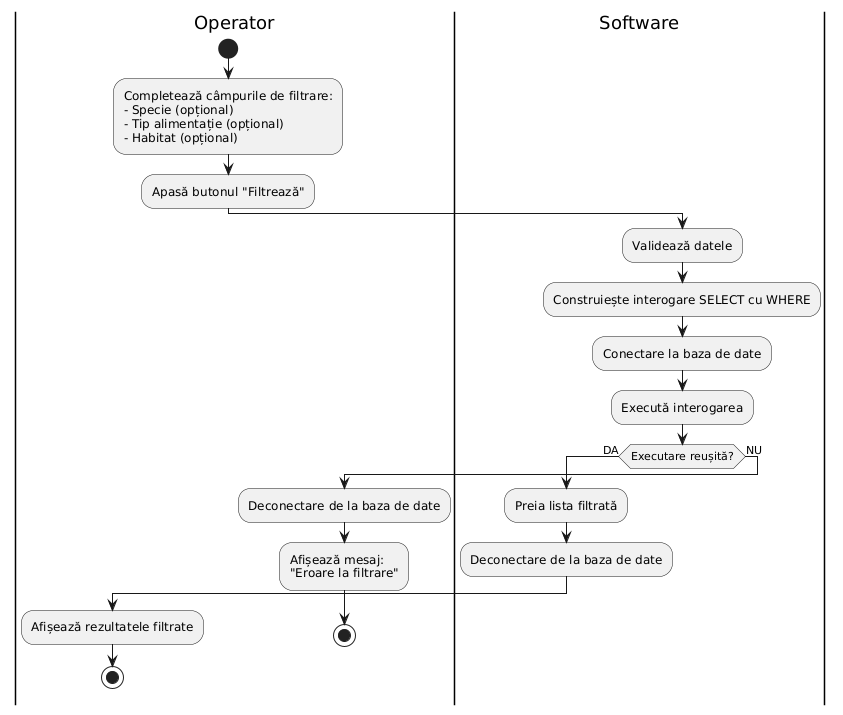 Operator
Software
Completează câmpurile de filtrare:
- Specie (opțional)
- Tip alimentație (opțional)
- Habitat (opțional)
Apasă butonul "Filtrează"
Validează datele
Construiește interogare SELECT cu WHERE
Conectare la baza de date
Execută interogarea
Executare reușită?
DA
NU
Deconectare de la baza de date
Preia lista filtrată
Afișează mesaj:
"Eroare la filtrare"
Deconectare de la baza de date
Afișează rezultatele filtrate